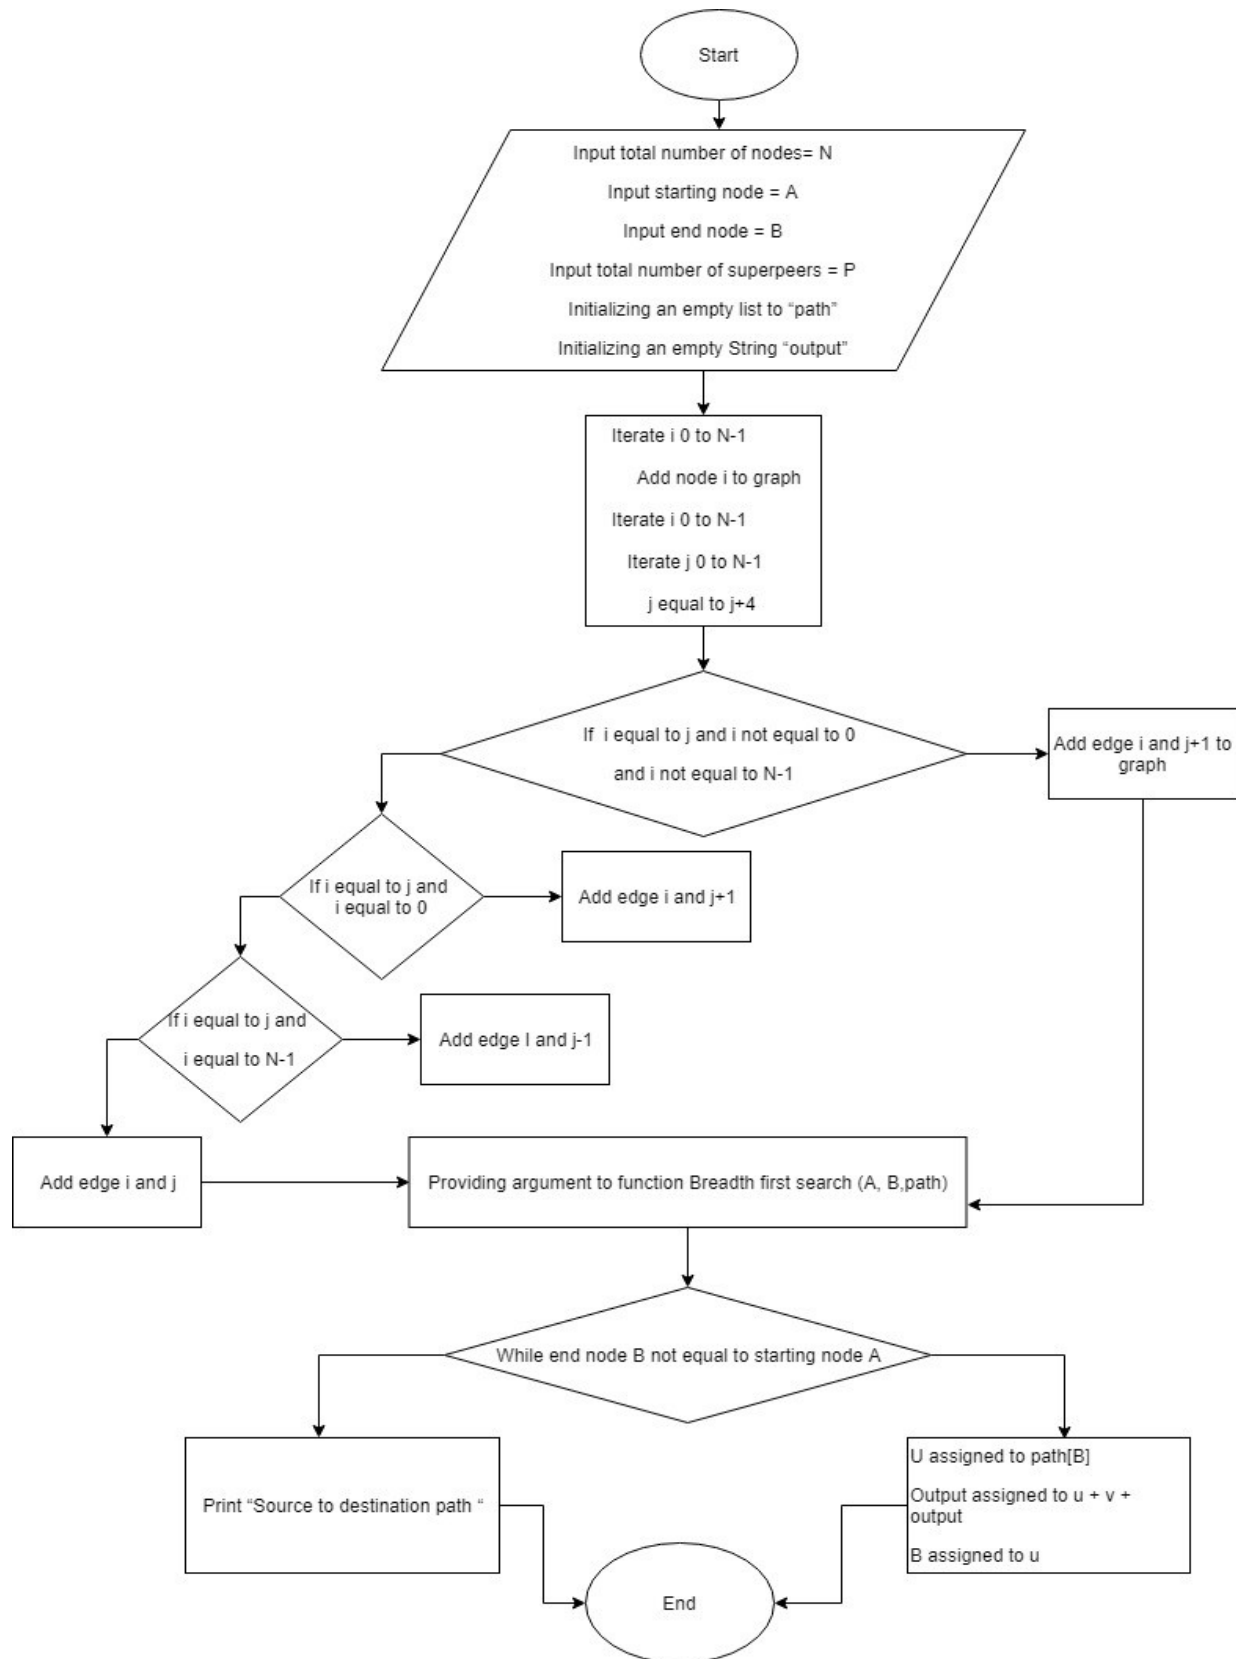 Start
Input total number of nodes= N
Input starting node = A
Input end node = B
Input total number of superpeers = P
Initializing an empty list to “path”
Initializing an empty String “output”
Iterate i 0 to N-1
Add node i to graph
Iterate i 0 to N-1
Iterate j 0 to N-1
j equal to j+4
If i equal to j and i not equal to 0
and i not equal to N-1
Add edge i and j+1 to
graph
If i equal to j and
i equal to 0
Add edge i and j+1
If i equal to j and
i equal to N-1
Add edge I and j-1
Add edge i and j
Providing argument to function Breadth first search (A, B,path)
While end node B not equal to starting node A
Print “Source to destination path “
U assigned to path[B]
Output assigned to u + v +
output
B assigned to u
End